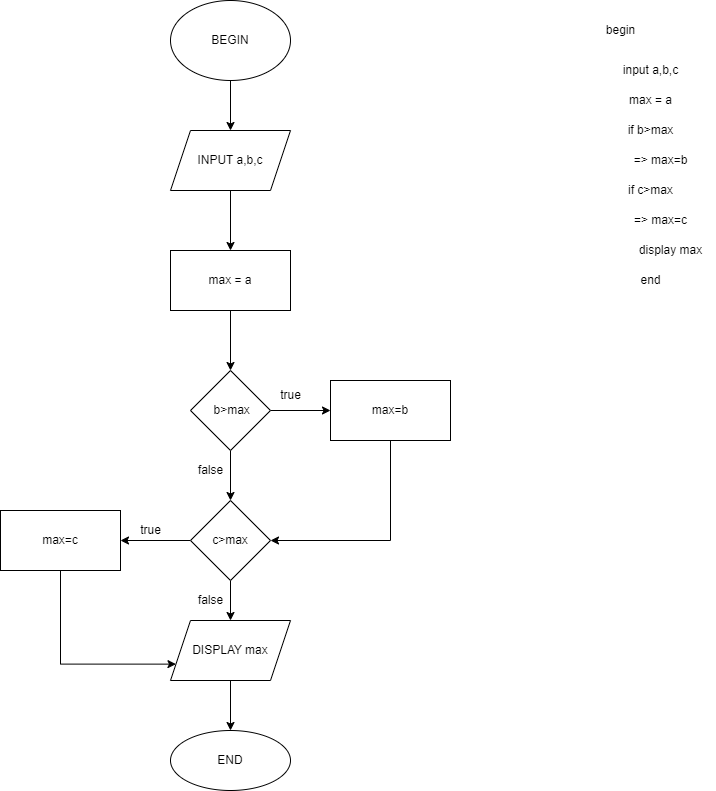 BEGIN
INPUT a,b,c
max = a
b>max
true
max=b
false
c>max
true
max=c
false
DISPLAY max
END
begin
input a,b,c
max = a
if b>max
=> max=b
if c>max
=> max=c
display max
end